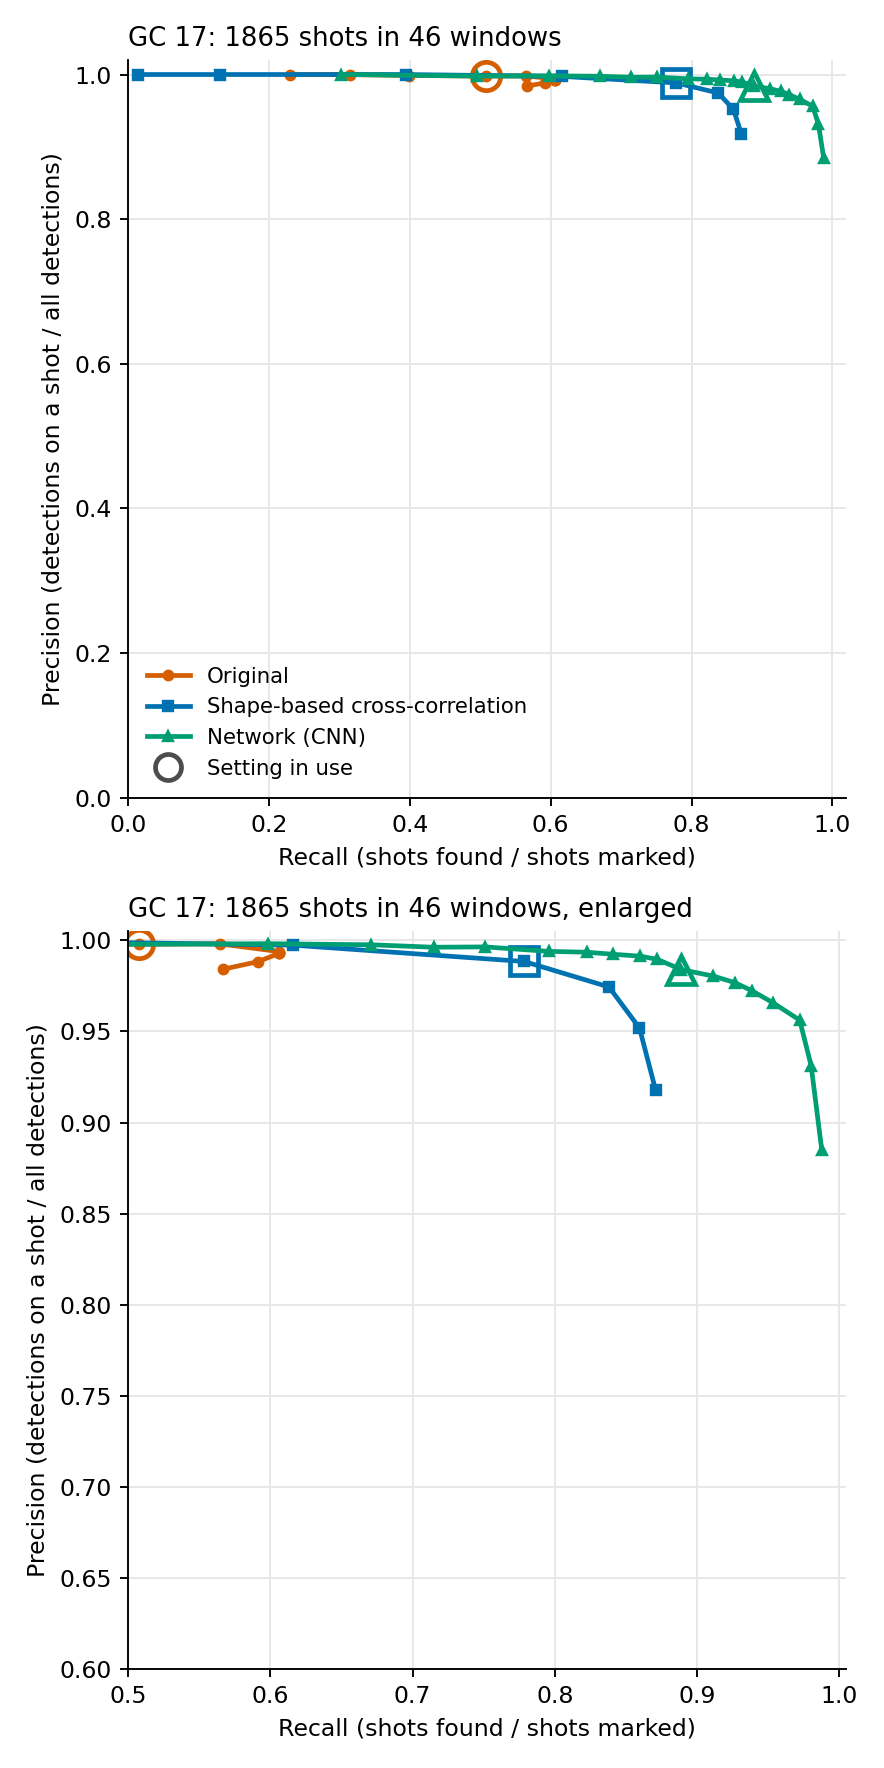 GC 17: 1865 shots in 46 windows
Precision (detections on a shot / all detections)
1.0
0.8
0.6
0.4
0.2
0.0
Original
Shape-based cross-correlation
Network (CNN)
Setting in use
0.0 0.2 0.4 0.6 0.8 1.0
Recall (shots found / shots marked)
GC 17: 1865 shots in 46 windows, enlarged
Precision (detections on a shot / all detections)
1.00
0.95
0.90
0.85
0.80
0.75
0.70
0.65
0.60
0.5 0.6 0.7 0.8 0.9 1.0
Recall (shots found / shots marked)